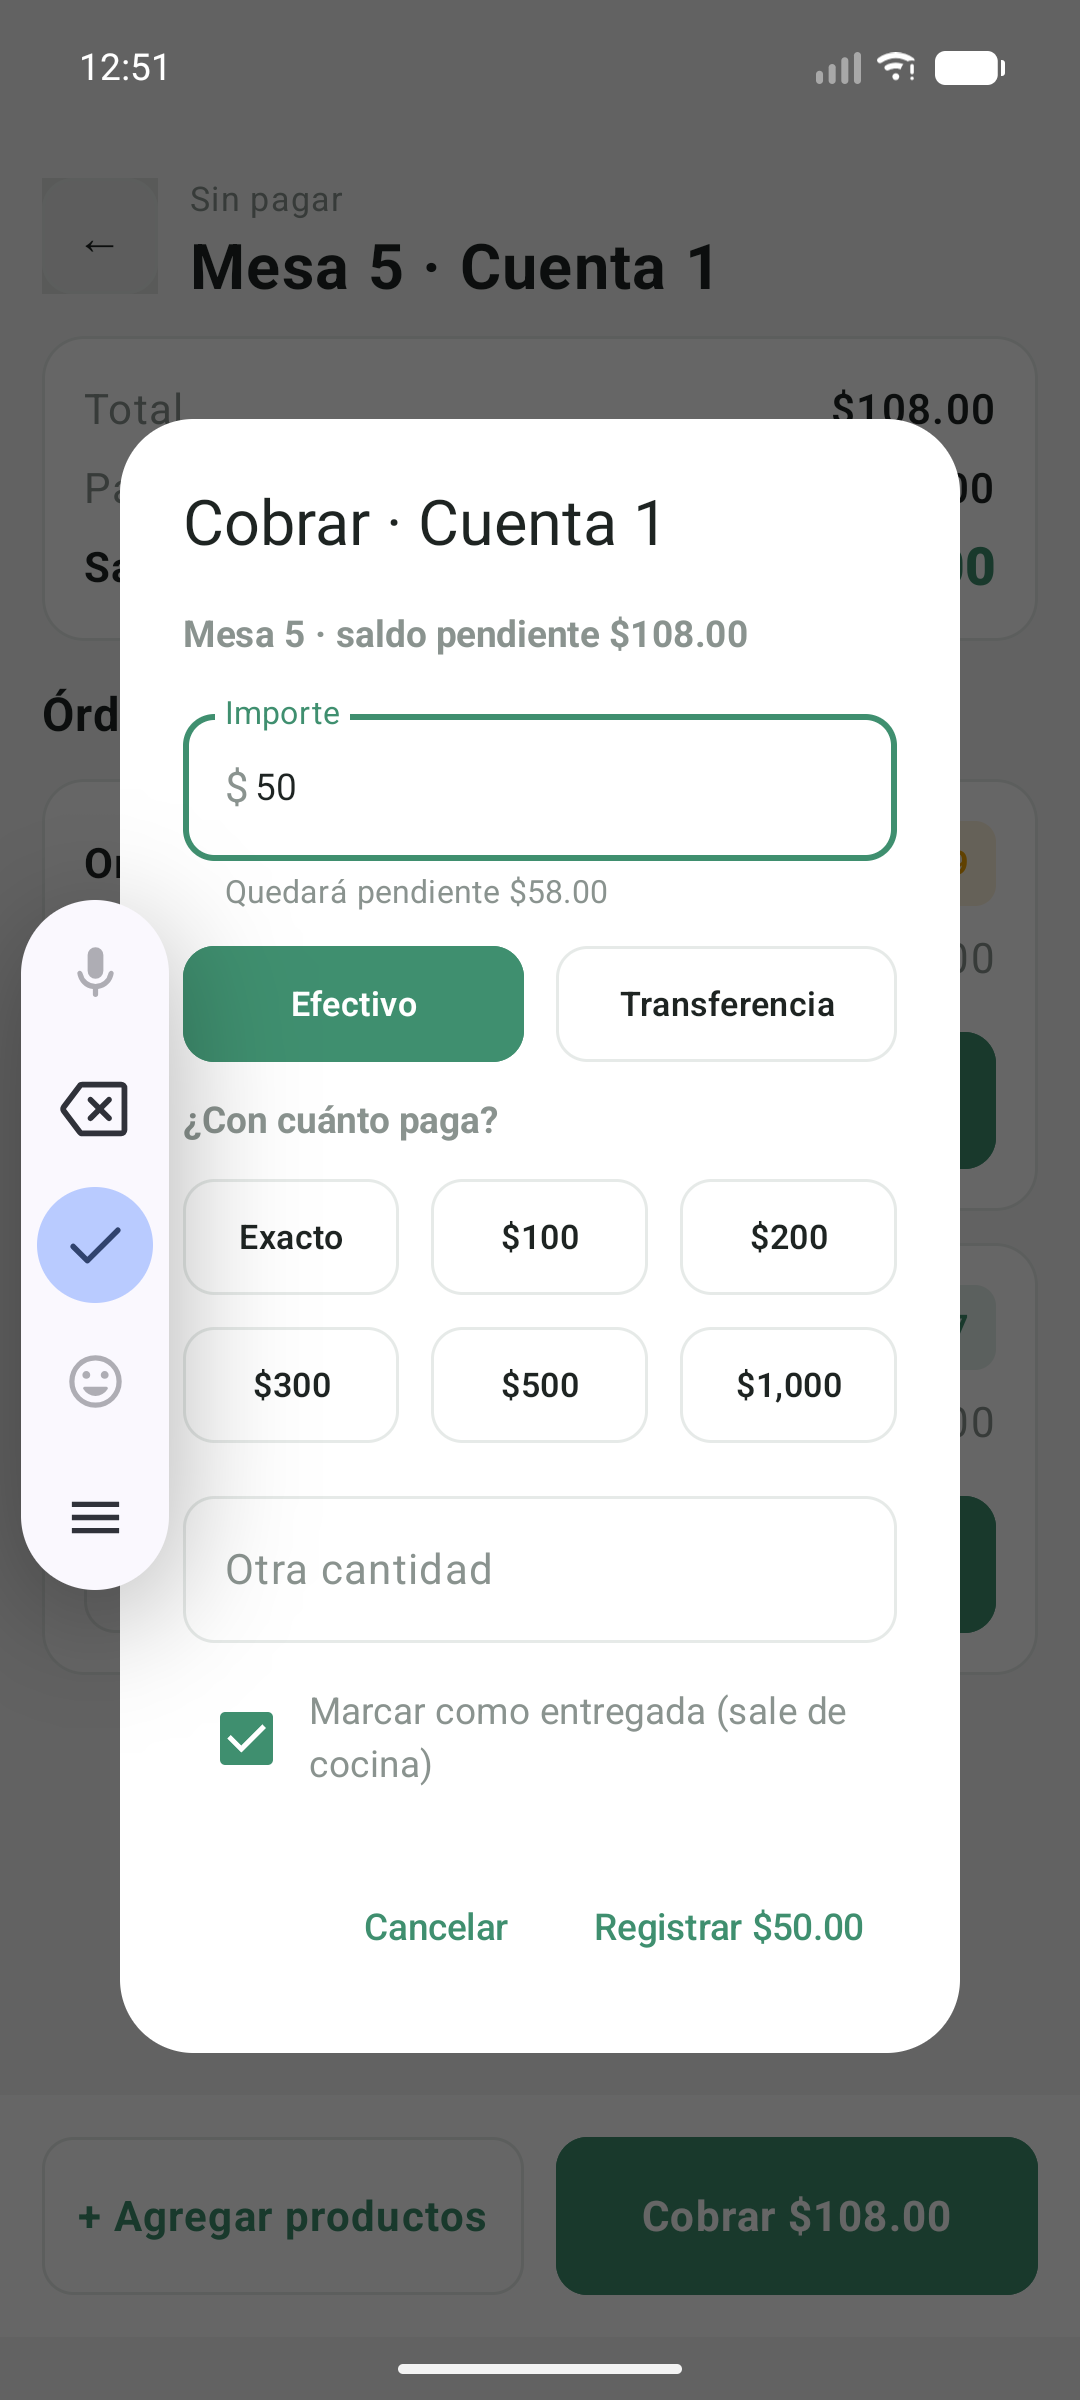 12:51
Sin pagar
←
Mesa 5 · Cuenta 1
Total
$108.00
Cobrar · Cuenta 1
Mesa 5 · saldo pendiente $108.00
Importe
$ 50
Quedará pendiente $58.00
Efectivo
Transferencia
¿Con cuánto paga?
Exacto
$100
$200
$300
$500
$1,000
Otra cantidad
Marcar como entregada (sale de
cocina)
Cancelar
Registrar $50.00
+ Agregar productos
Cobrar $108.00